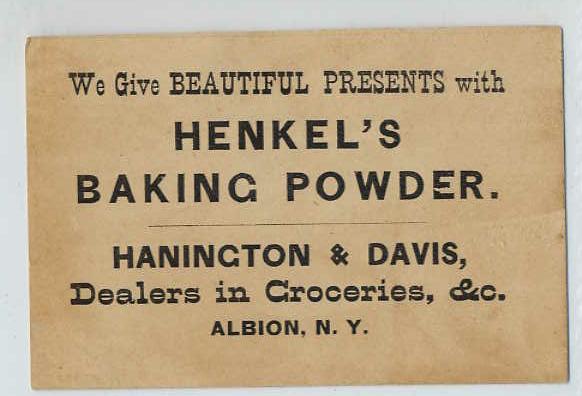 We Give BEAUTIFUL PRESENTS with
HENKEL'S
BAKING POWDER.
HANINGTON & DAVIS,
Dealers in Groceries, &c.
ALBION, N. Y.